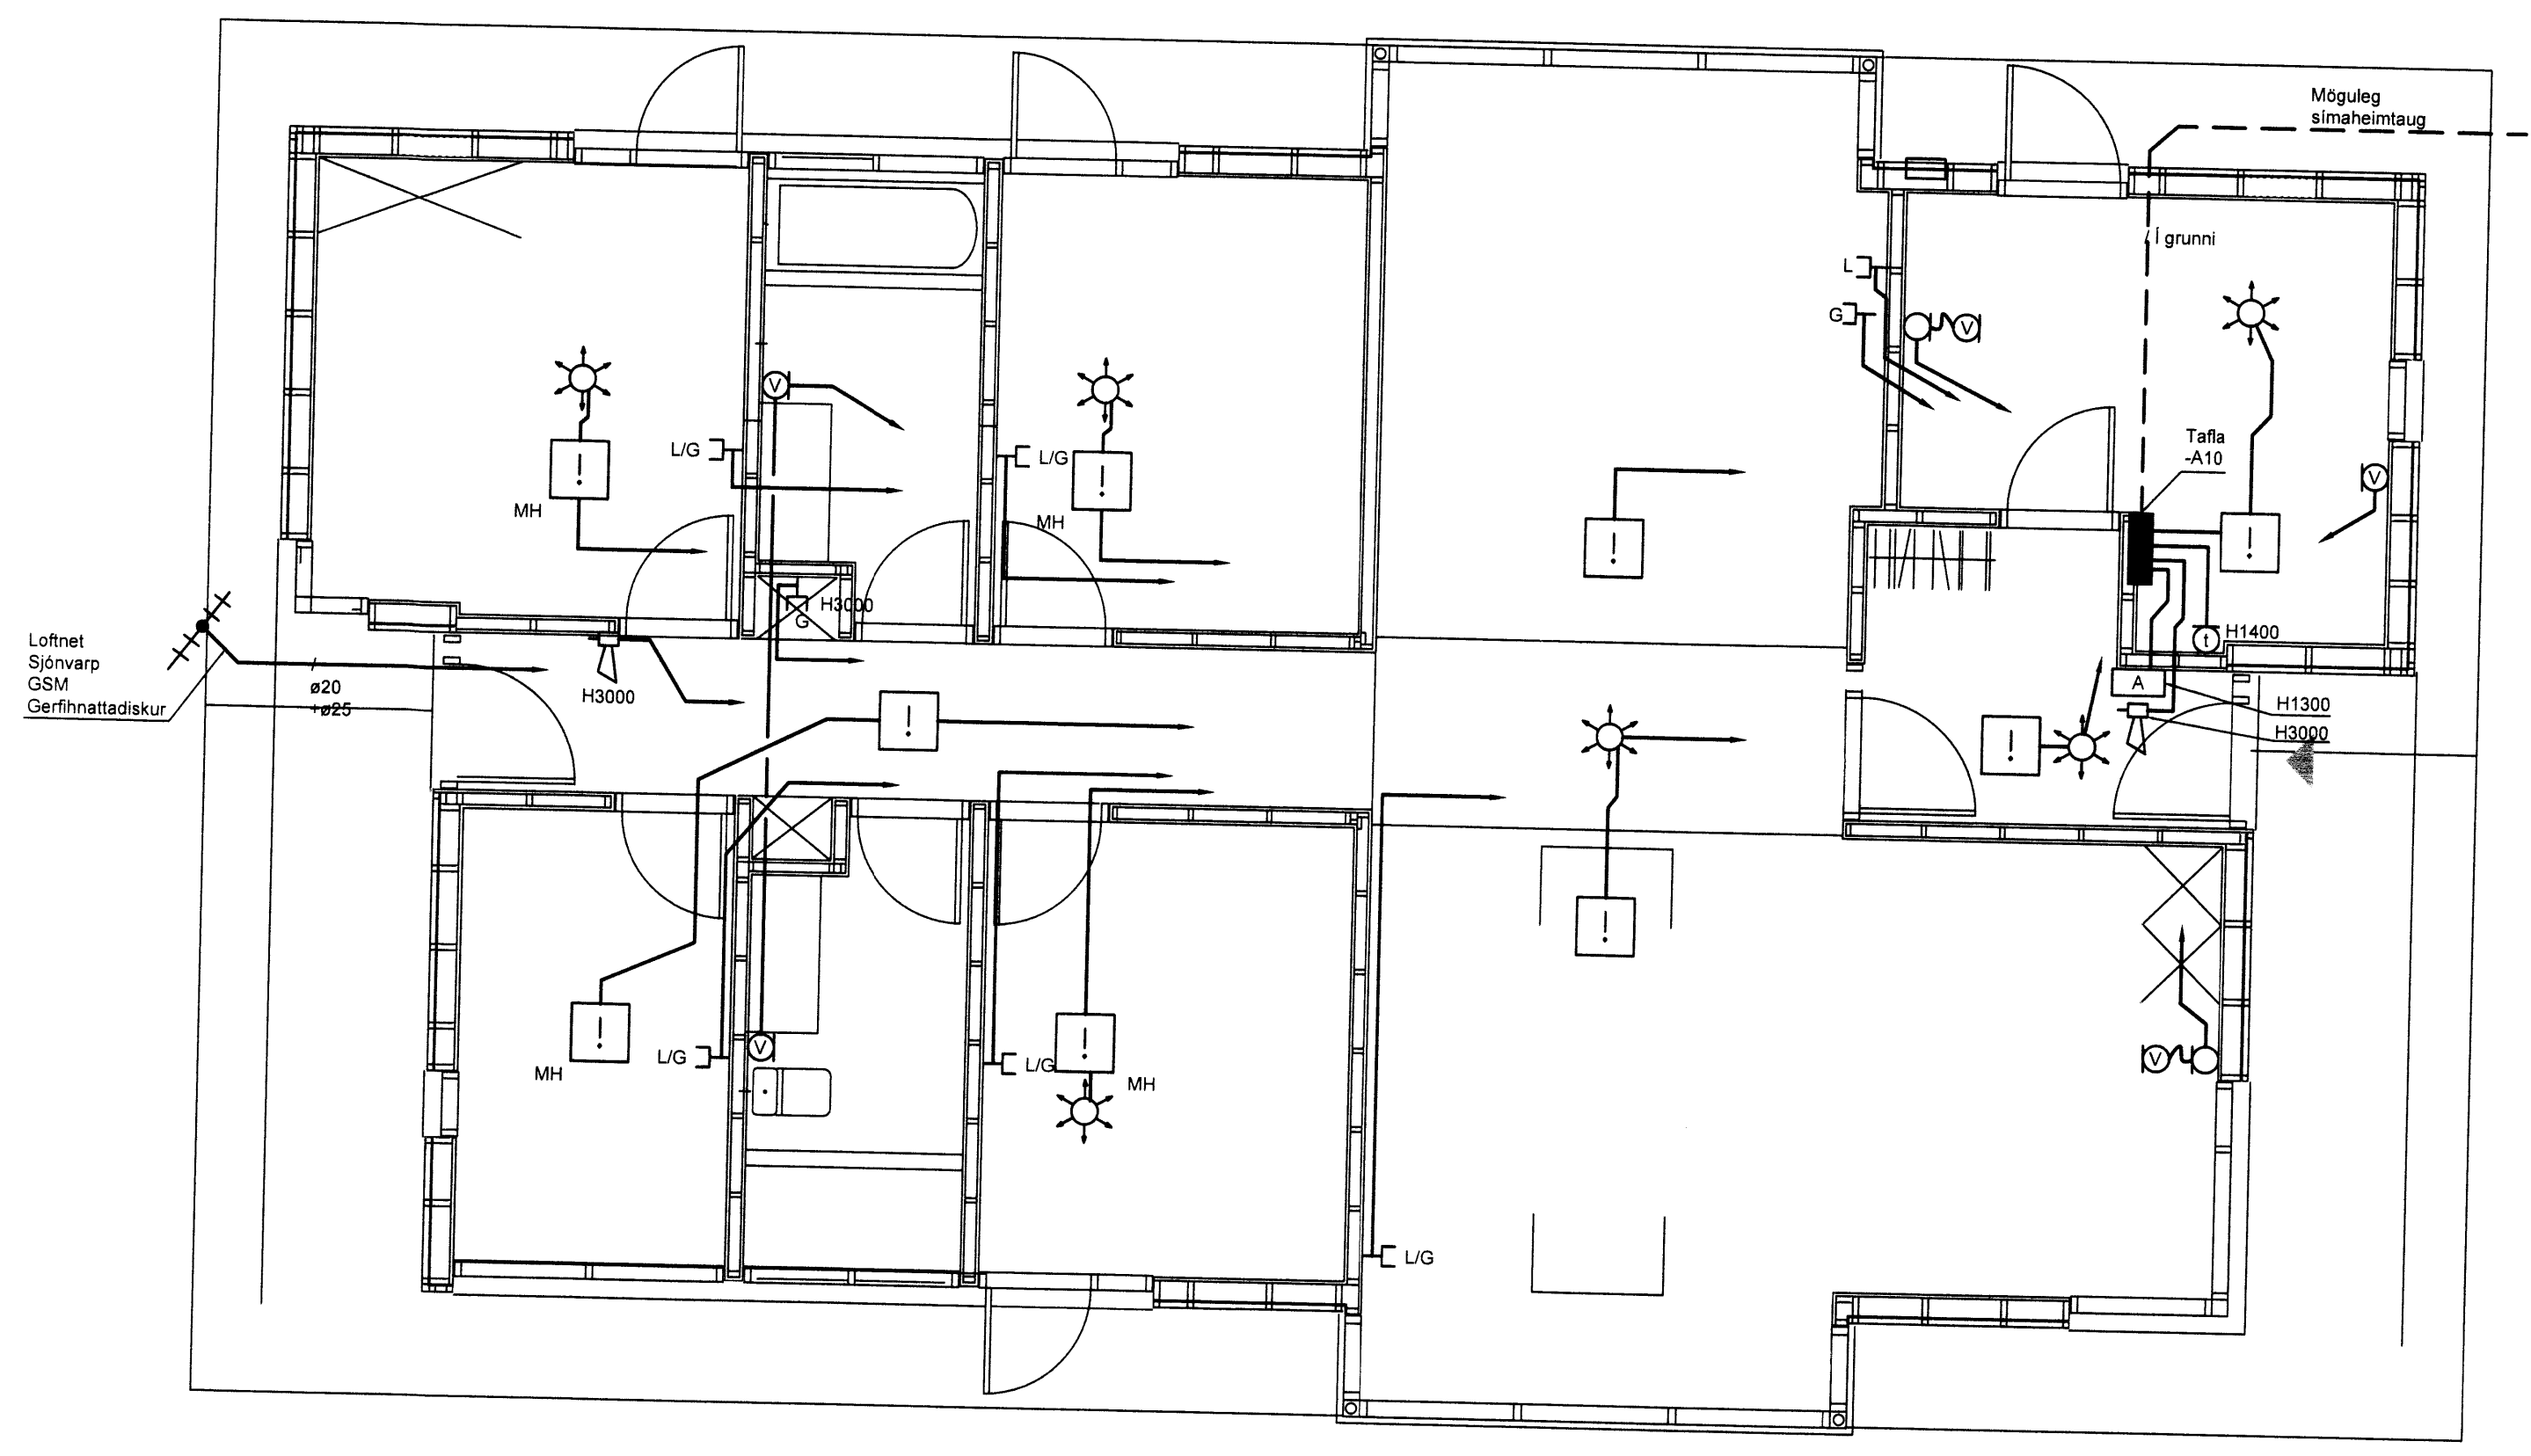 Möguleg
símaheimtaug
Í grunni
L
G
V
V
L/G
L/G
!
!
MH
MH
!
Tafla
-A10
V
!
G
H3000
t
H1400
Loftnet
Sjónvarp
GSM
Gerfihnattadiskur
ø20
+ø25
H3000
!
!
A
H1300
H3000
!
!
MH
L/G
V
L/G
!
MH
V
L/G